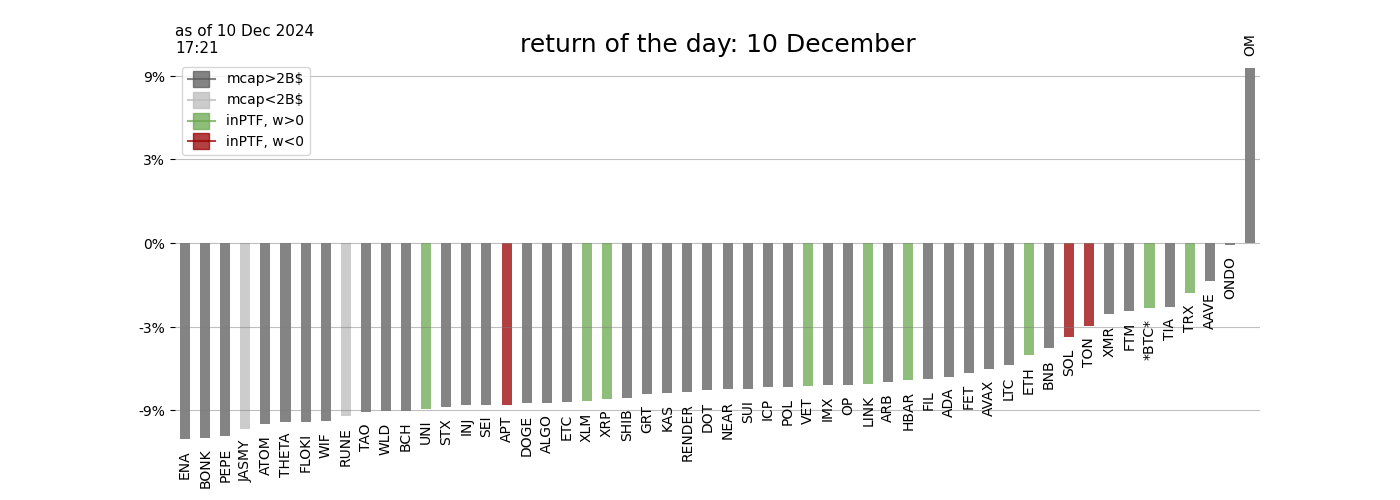 as of 10 Dec 2024
17:21
return of the day: 10 December
OM
9%
mcap>2B$
mcap<2B$
inPTF, w>0
inPTF, w<0
3%
0%
-3%
-9%
ENA
BONK
PEPE
JASMY
ATOM
THETA
FLOKI
WIF
RUNE
TAO
WLD
BCH
UNI
STX
INJ
SEI
APT
DOGE
ALGO
ETC
XLM
XRP
SHIB
GRT
KAS
RENDER
DOT
NEAR
SUI
ICP
POL
VET
IMX
OP
LINK
ARB
HBAR
FIL
ADA
FET
AVAX
LTC
ETH
BNB
SOL
TON
XMR
FTM
*BTC*
TIA
TRX
AAVE
ONDO